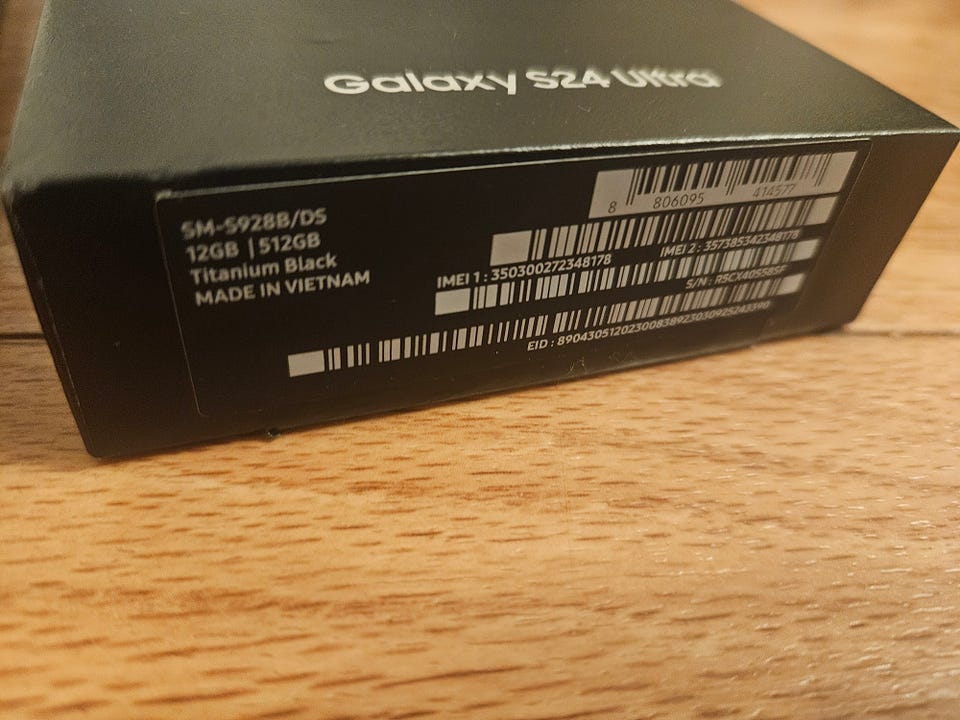 Galaxy S24 Ultra
SM-S928B/DS
12GB | 512GB
Titanium Black
MADE IN VIETNAM
8 806095 414577
IMEI 1 : 350300272348178
IMEI 2 : 357385342348178
S/N : R5CX40558SF
EID : 89043051202300838923030925243390